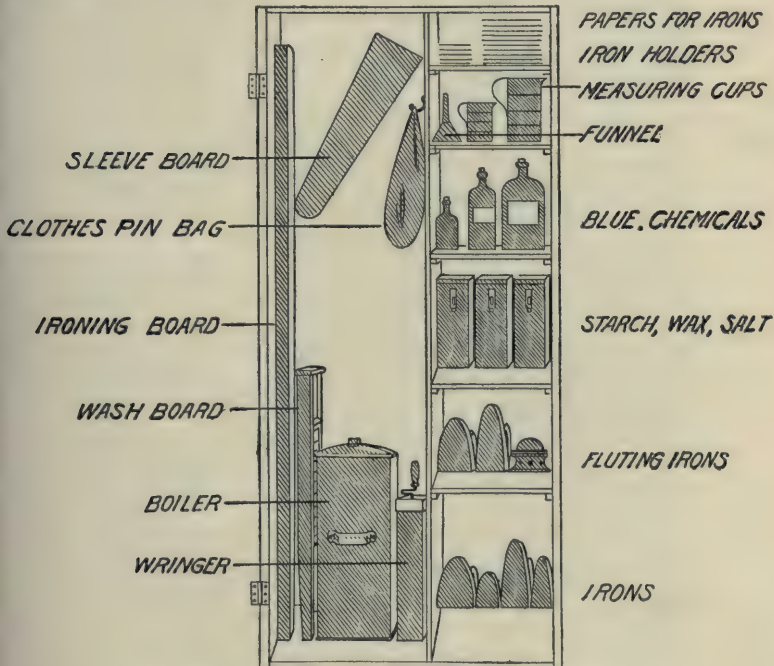 PAPERS FOR IRONS
IRON HOLDERS
MEASURING CUPS
FUNNEL
SLEEVE BOARD
CLOTHES PIN BAG
BLUE. CHEMICALS
IRONING BOARD
STARCH, WAX, SALT
WASH BOARD
FLUTING IRONS
BOILER
WRINGER
IRONS